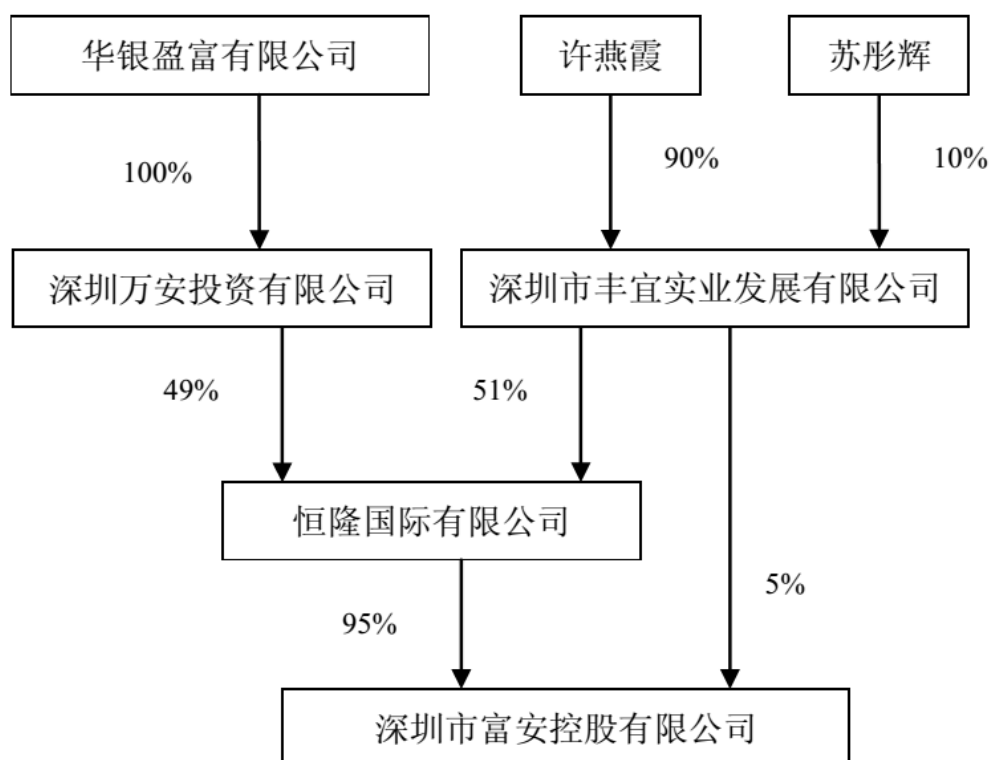 华银盈富有限公司
许燕霞
苏彤辉
100%
90%
10%
深圳万安投资有限公司
深圳市丰宜实业发展有限公司
49%
51%
恒隆国际有限公司
95%
5%
深圳市富安控股有限公司